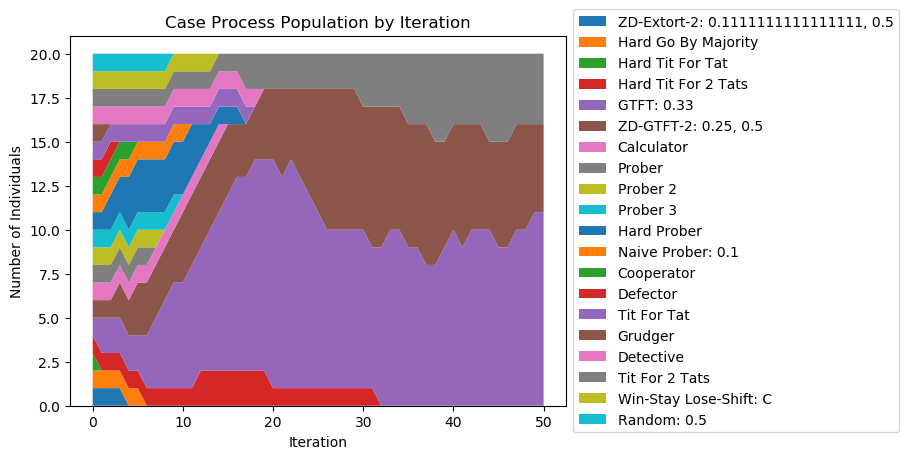 Case Process Population by Iteration
20.0
17.5
15.0
12.5
10.0
7.5
5.0
2.5
0.0
Number of Individuals
0 10 20 30 40 50
Iteration
ZD-Extort-2: 0.1111111111111111, 0.5
Hard Go By Majority
Hard Tit For Tat
Hard Tit For 2 Tats
GTFT: 0.33
ZD-GTFT-2: 0.25, 0.5
Calculator
Prober
Prober 2
Prober 3
Hard Prober
Naive Prober: 0.1
Cooperator
Defector
Tit For Tat
Grudger
Detective
Tit For 2 Tats
Win-Stay Lose-Shift: C
Random: 0.5